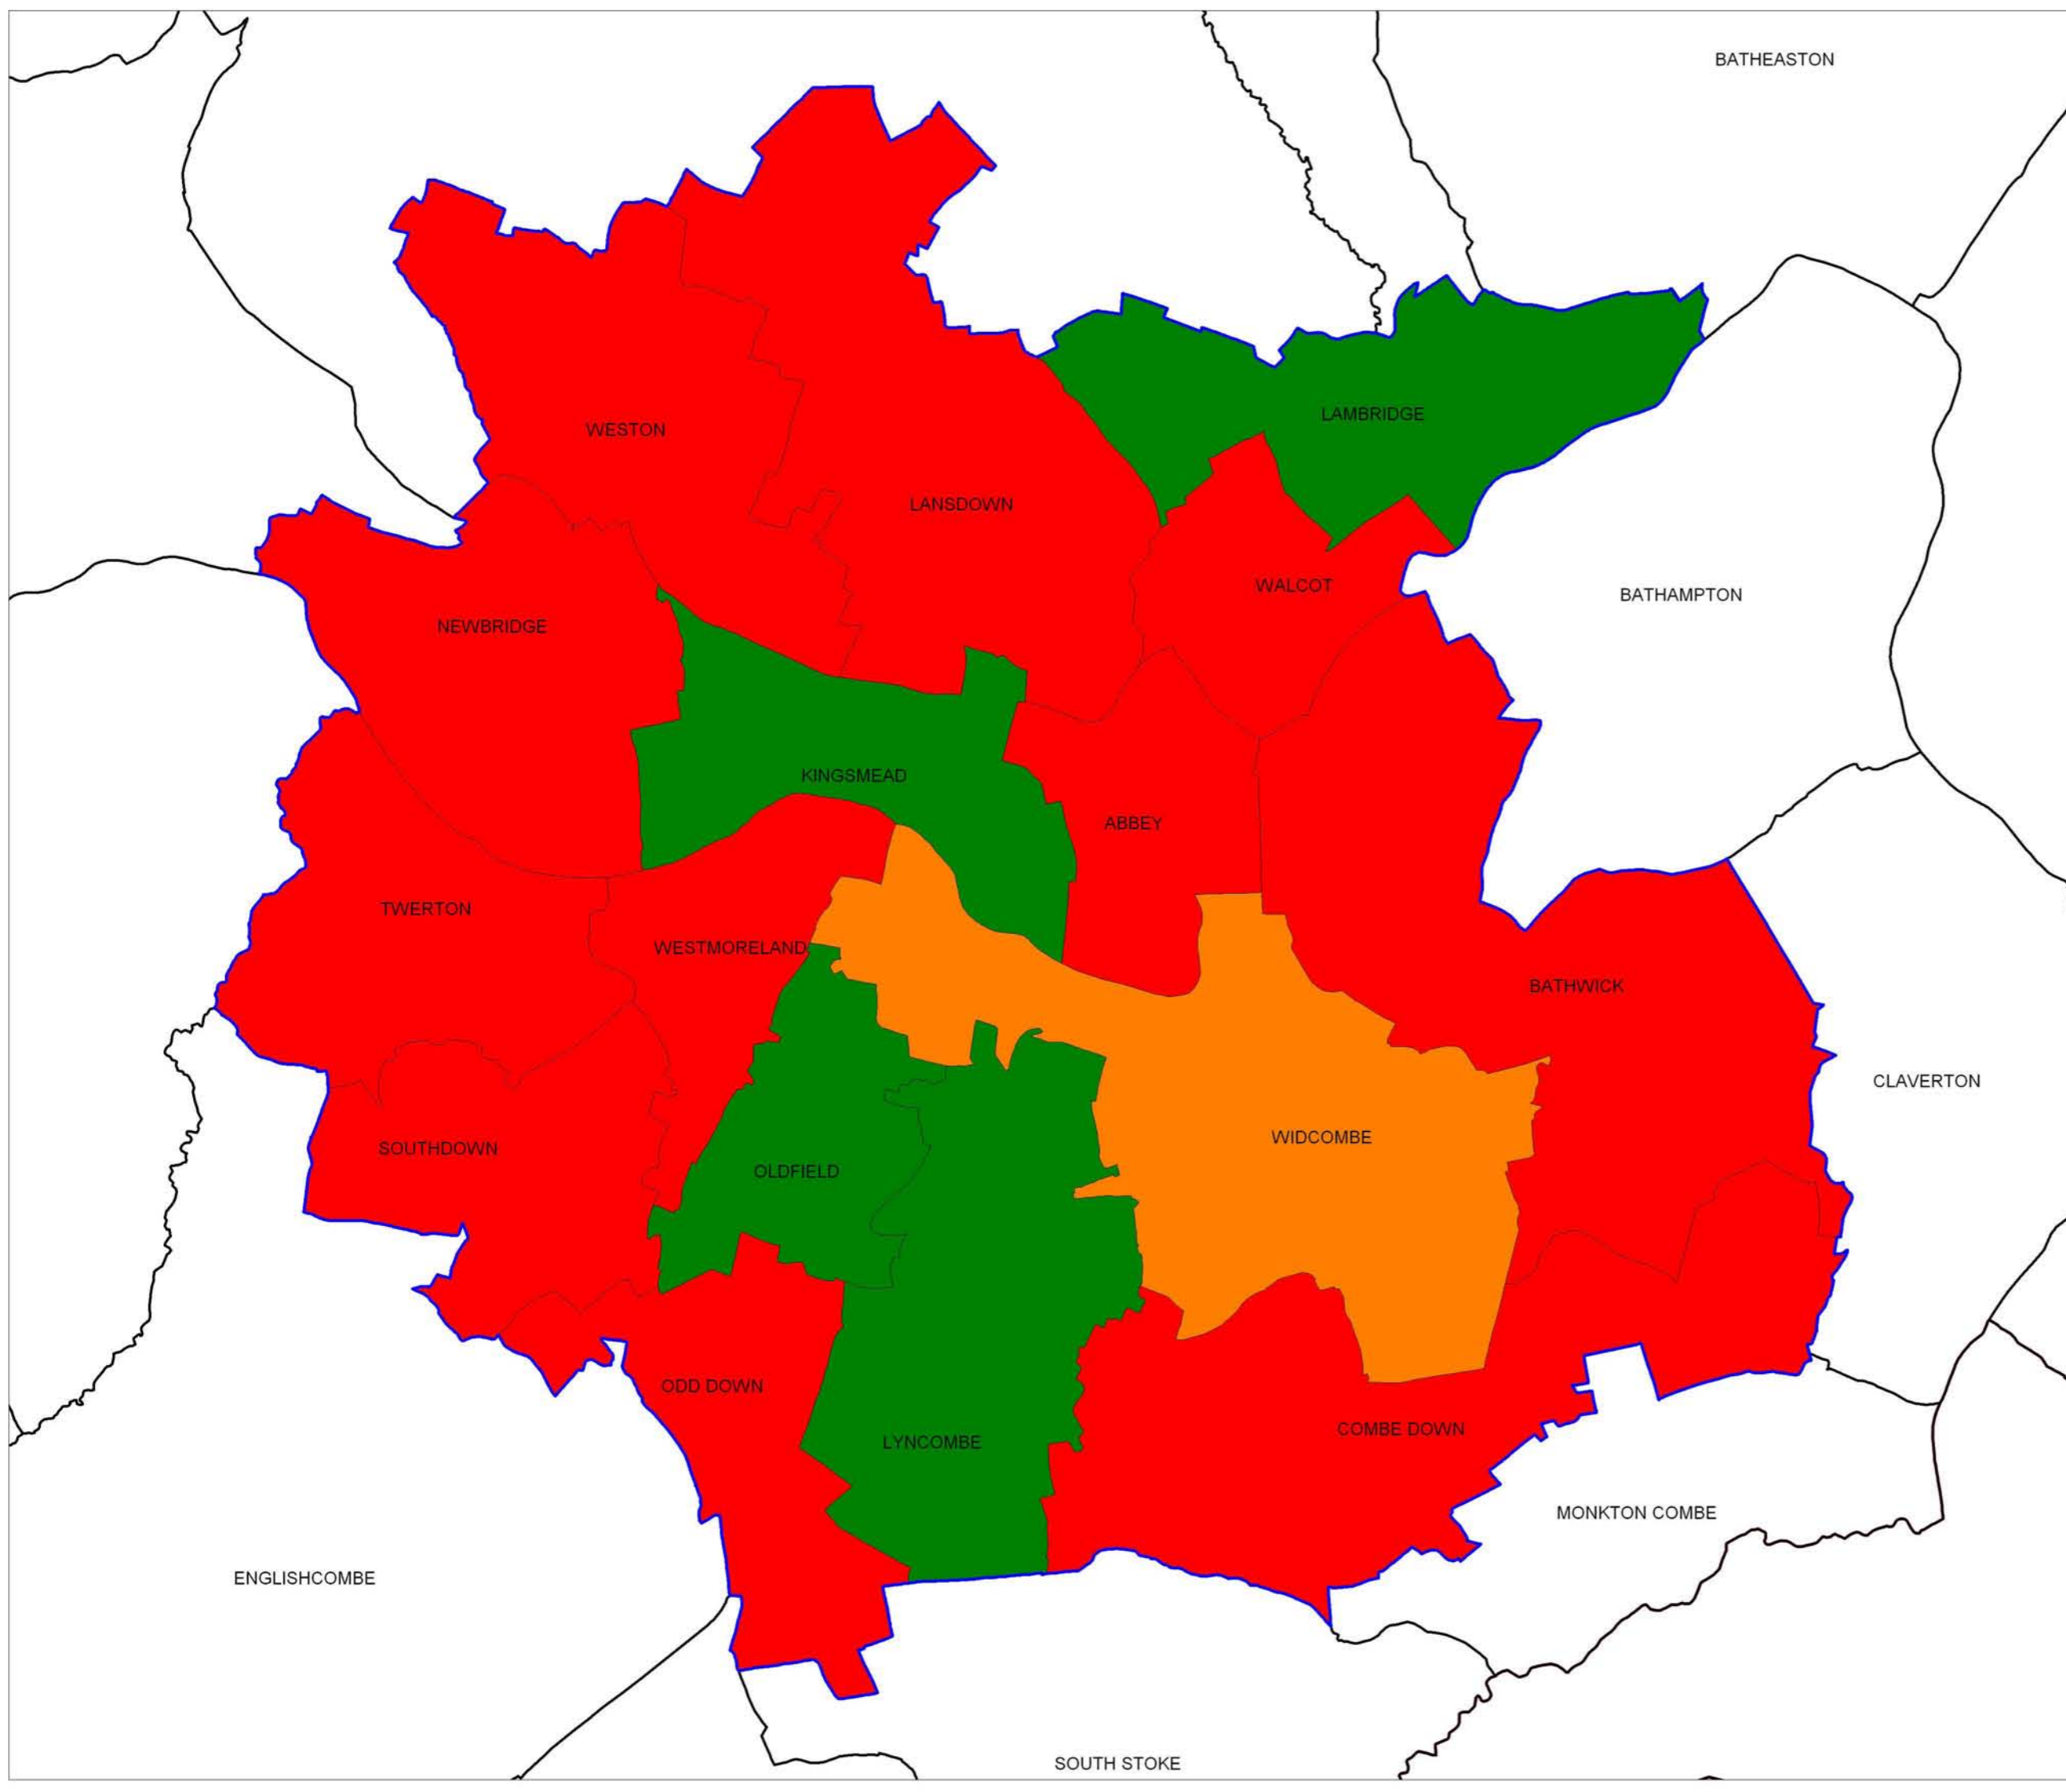 BATHEASTON
LAMBRIDGE
WESTON
LANSDOWN
WALCOT
BATHAMPTON
NEWBRIDGE
KINGSMEAD
ABBEY
TWERTON
WESTMORELAND
BATHWICK
CLAVERTON
WIDCOMBE
SOUTHDOWN
OLDFIELD
ODD DOWN
COMBE DOWN
LYNCOMBE
MONKTON COMBE
ENGLISHCOMBE
SOUTH STOKE